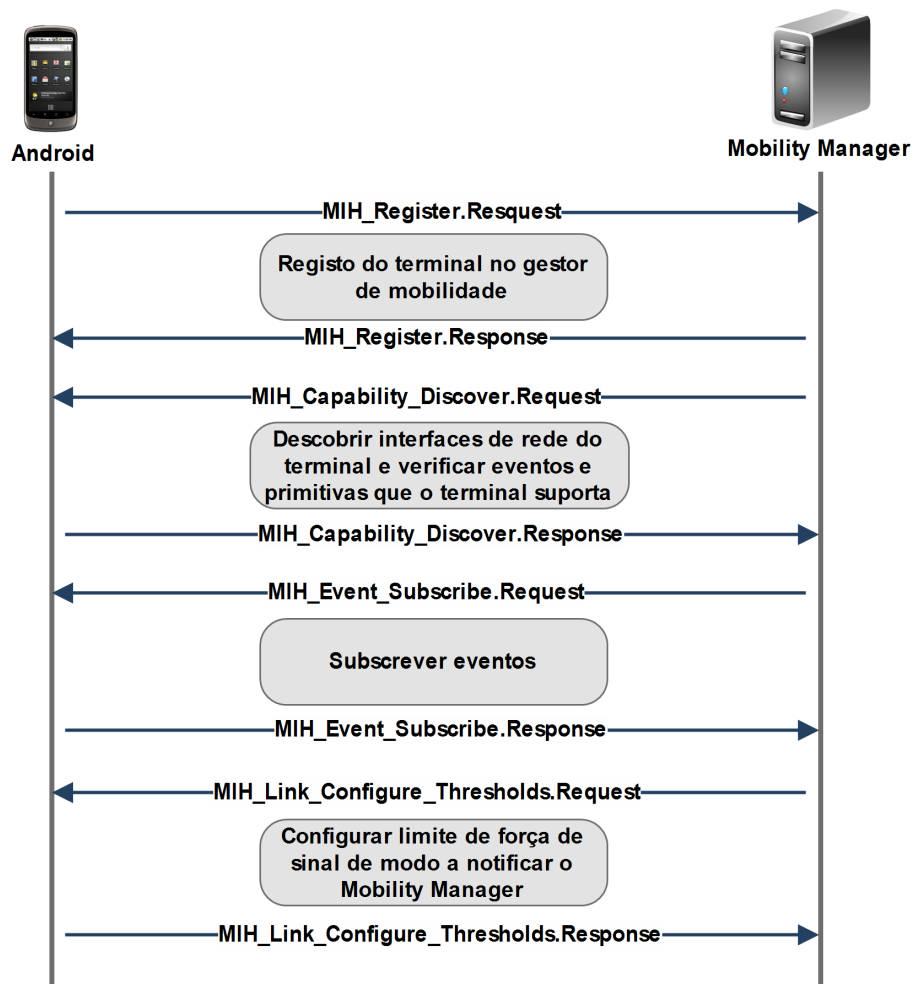 Android
Mobility Manager
MIH_Register.Resquest
Registo do terminal no gestor
de mobilidade
MIH_Register.Response
MIH_Capability_Discover.Request
Descobrir interfaces de rede do
terminal e verificar eventos e
primitivas que o terminal suporta
MIH_Capability_Discover.Response
MIH_Event_Subscribe.Request
Subscrever eventos
MIH_Event_Subscribe.Response
MIH_Link_Configure_Thresholds.Request
Configurar limite de força de
sinal de modo a notificar o
Mobility Manager
MIH_Link_Configure_Thresholds.Response